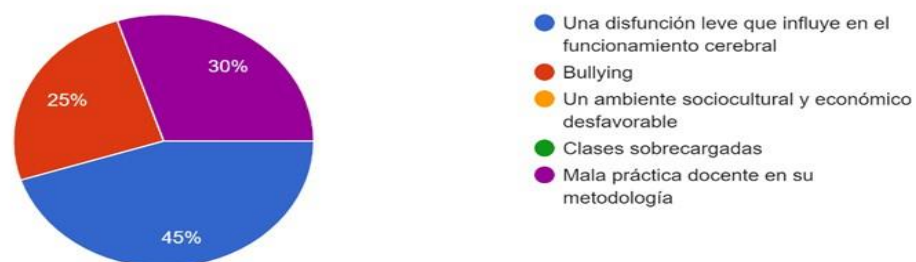 30%
25%
45%
Una disfunción leve que influye en el
funcionamiento cerebral
Bullying
Un ambiente sociocultural y económico
desfavorable
Clases sobrecargadas
Mala práctica docente en su
metodología